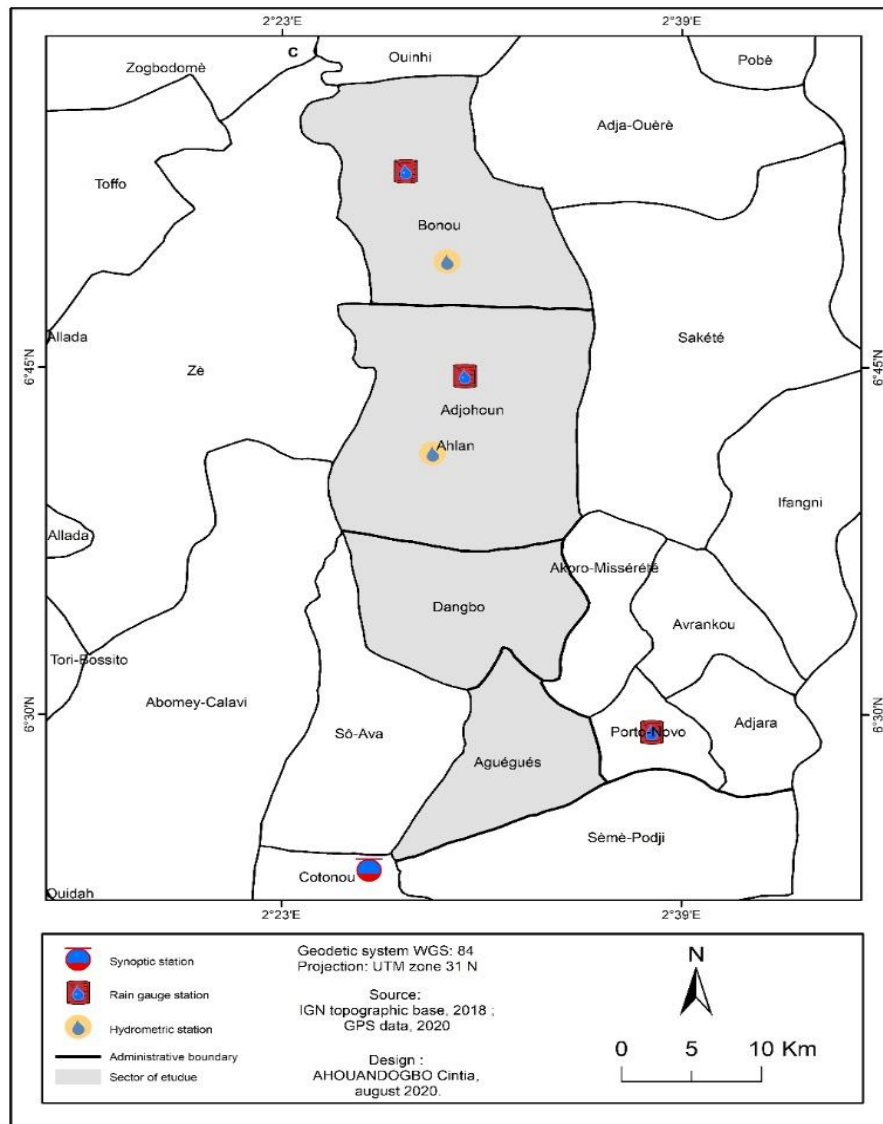 2°23'E
2°39'E
C
Ouinhi
Pobè
Zogbodomè
Adja-Ouèrè
Toffo
Bonou
Allada
Sakété
6°45'N
6°45'N
Zè
Adjohoun
Ahlan
Ifangni
Allada
Akoro-Missérété
Dangbo
Avrankou
Tori-Bossito
Abomey-Calavi
6°30'N
6°30'N
Sô-Ava
Porto-Novo
Adjara
Aguégués
Sèmè-Podji
Cotonou
Ouidah
2°23'E
2°39'E
Synoptic station
Rain gauge station
Hydrometric station
Administrative boundary
Sector of etudue
Geodetic system WGS: 84
Projection: UTM zone 31 N
Source:
IGN topographic base, 2018 ;
GPS data, 2020
Design :
AHOUANDOGBO Cintia,
august 2020.
N
0 5 10 Km